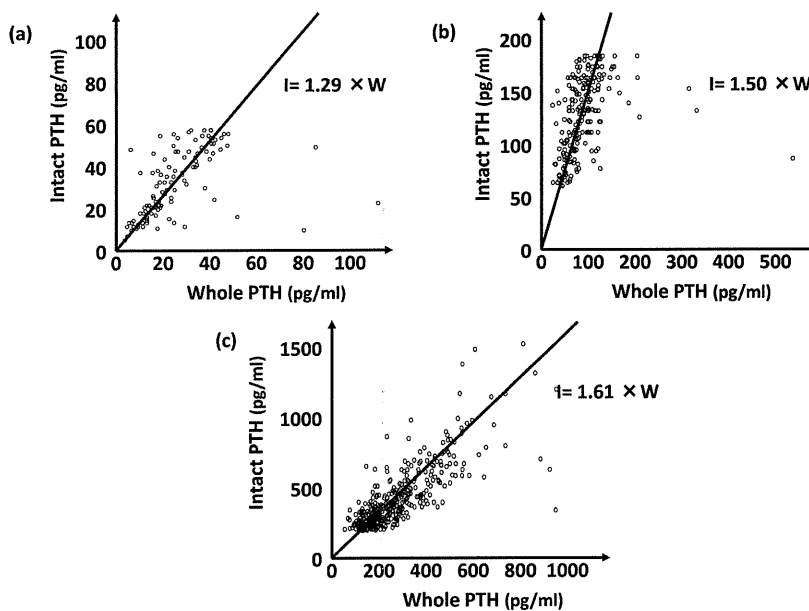 (a)
100
80
60
40
20
0
Intact PTH (pg/ml)
I= 1.29 × W
0 20 40 60 80 100
Whole PTH (pg/ml)
(b)
200
150
100
50
0
Intact PTH (pg/ml)
I= 1.50 × W
0 100 200 300 400 500
Whole PTH (pg/ml)
(c)
1500
1000
500
0
Intact PTH (pg/ml)
I= 1.61 × W
0 200 400 600 800 1000
Whole PTH (pg/ml)